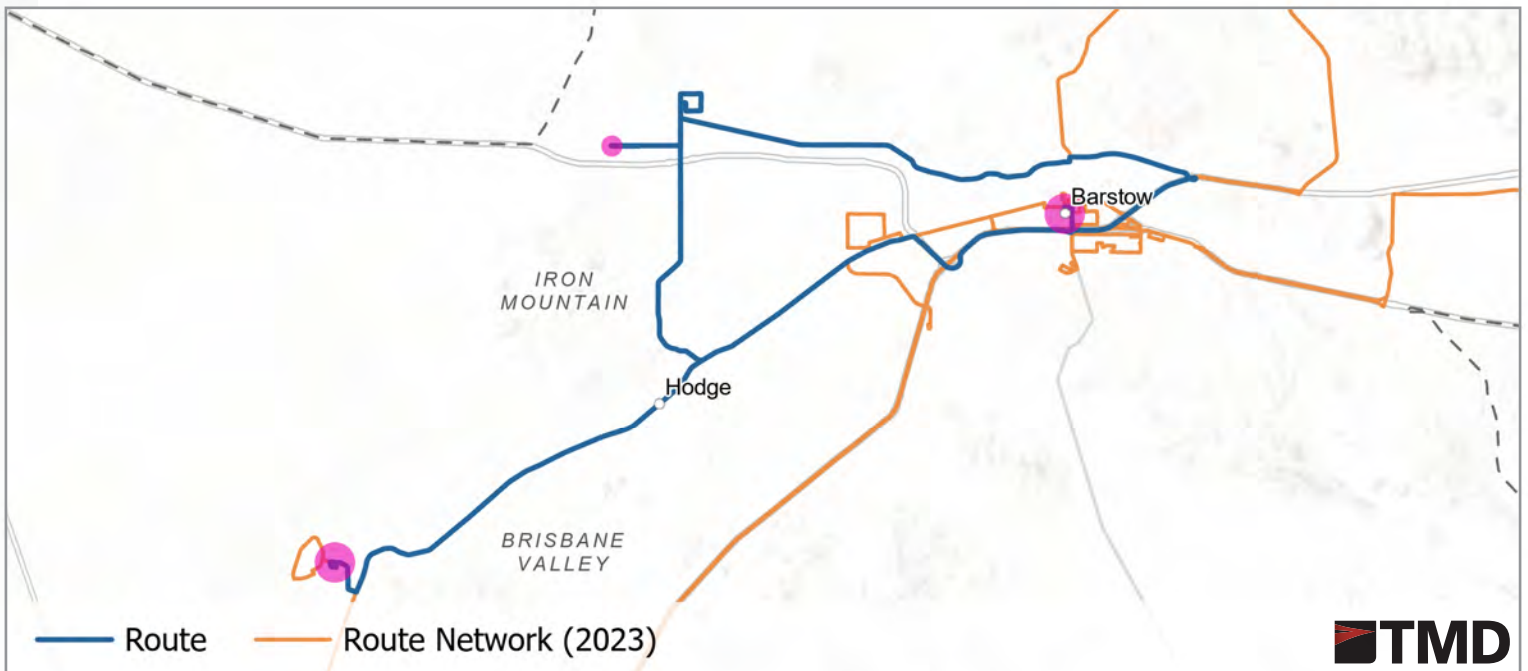 Barstow
IRON
MOUNTAIN
Hodge
BRISBANE
VALLEY
Route
Route Network (2023)
TMD